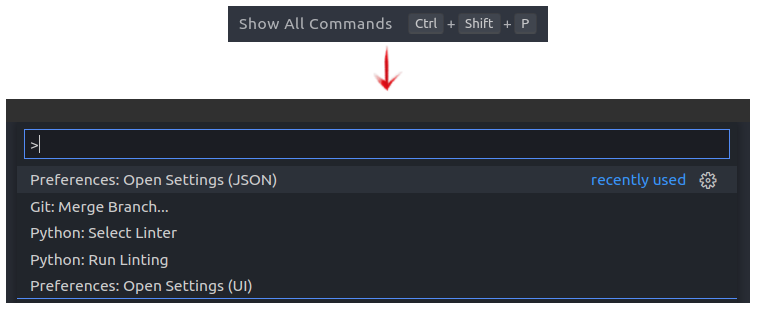 Show All Commands Ctrl + Shift + P
>
Preferences: Open Settings (JSON) recently used
Git: Merge Branch...
Python: Select Linter
Python: Run Linting
Preferences: Open Settings (UI)